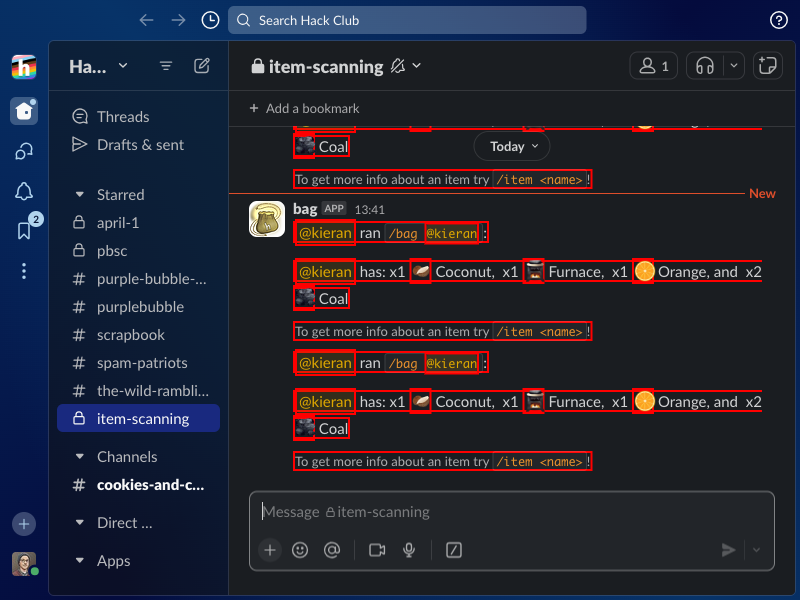 Search Hack Club
Ha...
item-scanning
1
Add a bookmark
Threads
Drafts & sent
Starred
april-1
pbsc
purple-bubble-...
purplebubble
scrapbook
spam-patriots
the-wild-rambli...
item-scanning
Channels
cookies-and-c...
Direct ...
Apps
2
Coal
Today
To get more info about an item try /item <name> !
New
bag APP 13:41
@kieran ran /bag @kieran :
@kieran has: x1 Coconut, x1 Furnace, x1 Orange, and x2
Coal
To get more info about an item try /item <name> !
@kieran ran /bag @kieran :
@kieran has: x1 Coconut, x1 Furnace, x1 Orange, and x2
Coal
To get more info about an item try /item <name> !
Message item-scanning